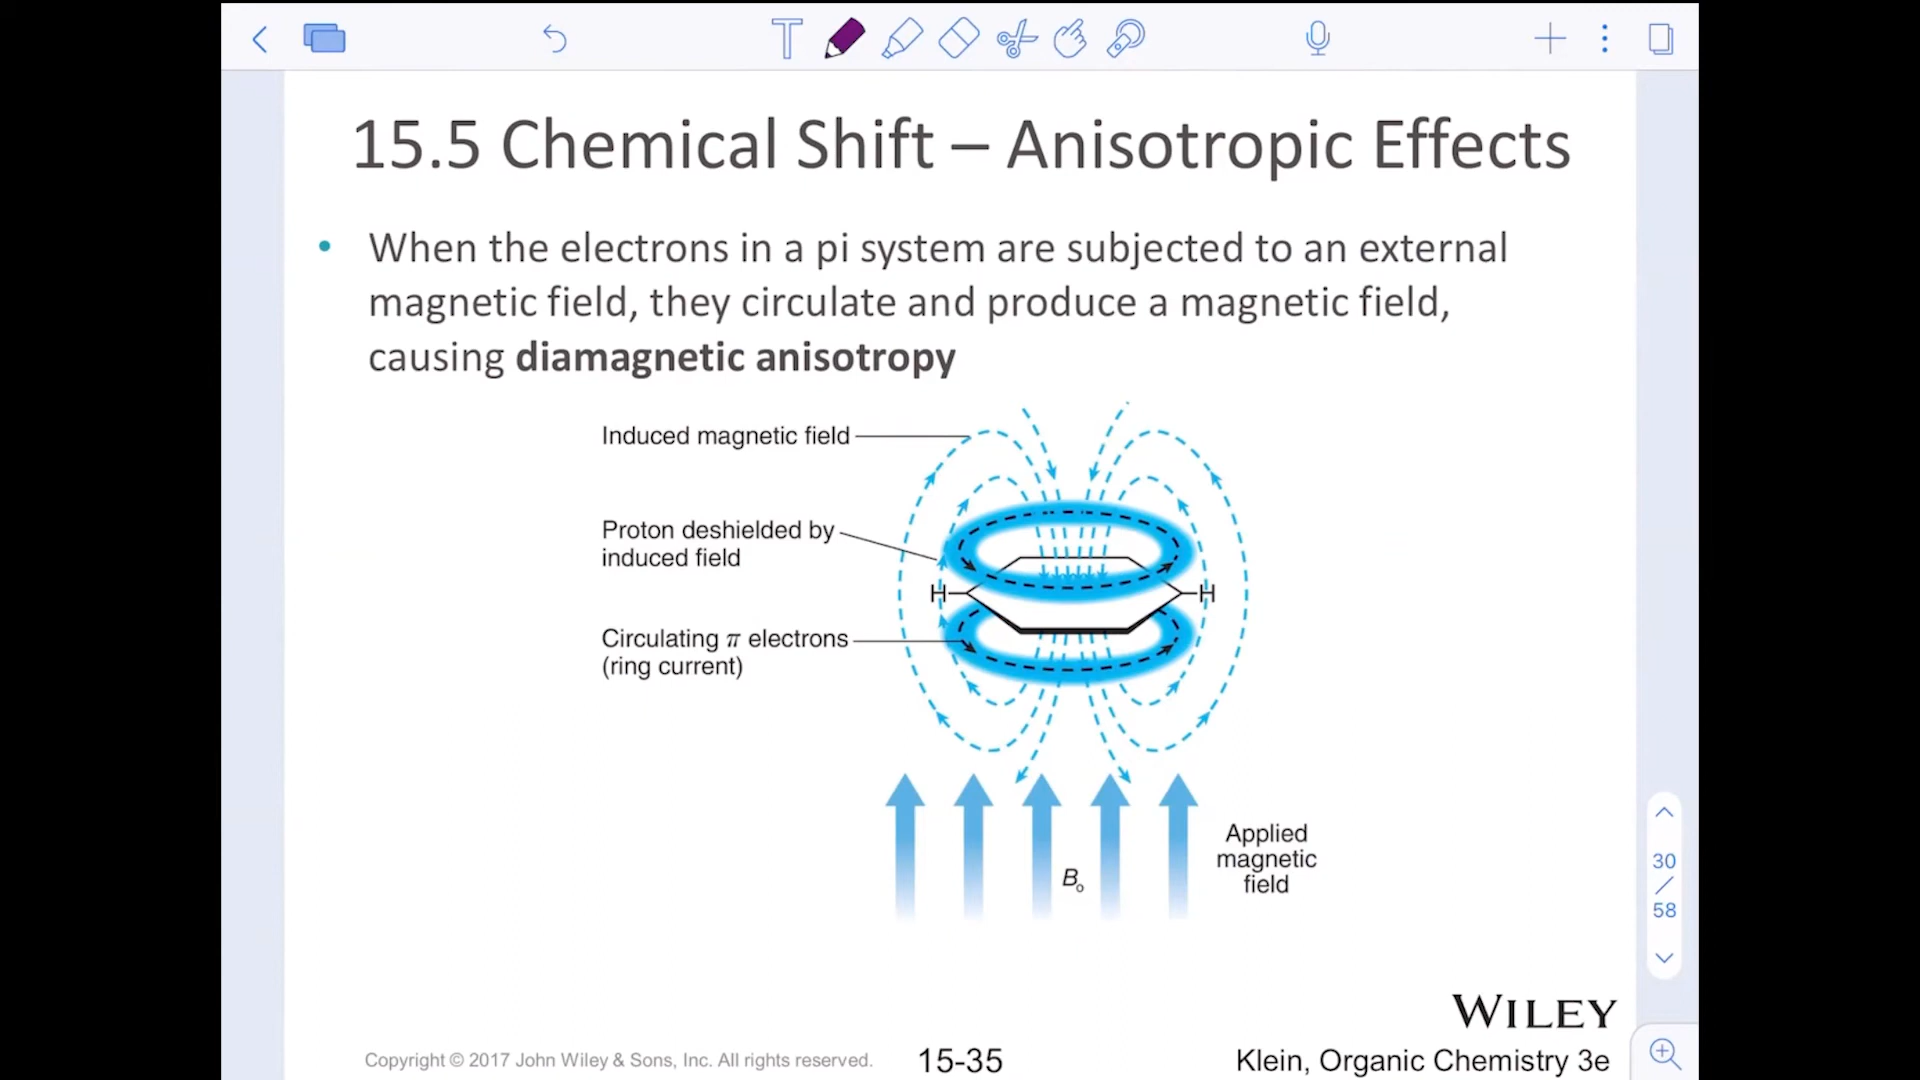 15.5 Chemical Shift – Anisotropic Effects
• When the electrons in a pi system are subjected to an external
magnetic field, they circulate and produce a magnetic field,
causing diamagnetic anisotropy
Induced magnetic field
Proton deshielded by
induced field
H
H
Circulating π electrons
(ring current)
Bo
Applied
magnetic
field
30
/
58
WILEY
Copyright © 2017 John Wiley & Sons, Inc. All rights reserved.
15-35
Klein, Organic Chemistry 3e